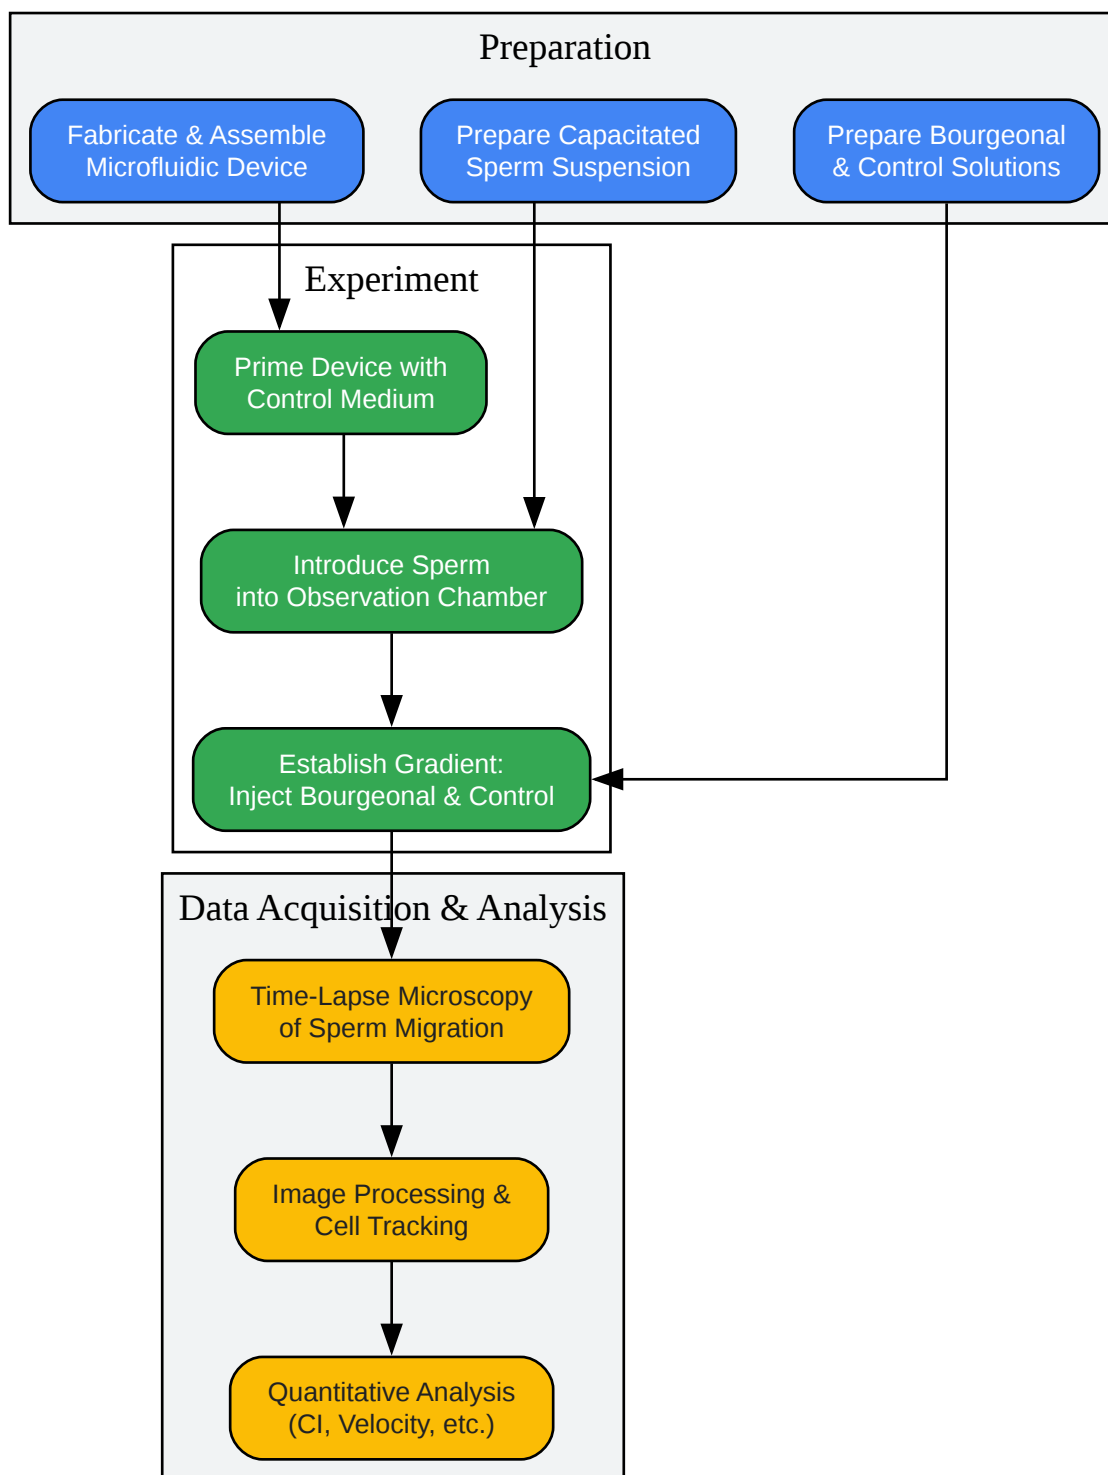 Preparation
Fabricate & Assemble
Microfluidic Device
Prepare Capacitated
Sperm Suspension
Prepare Bourgeonal
& Control Solutions
Experiment
Prime Device with
Control Medium
Introduce Sperm
into Observation Chamber
Establish Gradient:
Inject Bourgeonal & Control
Data Acquisition & Analysis
Time-Lapse Microscopy
of Sperm Migration
Image Processing &
Cell Tracking
Quantitative Analysis
(CI, Velocity, etc.)